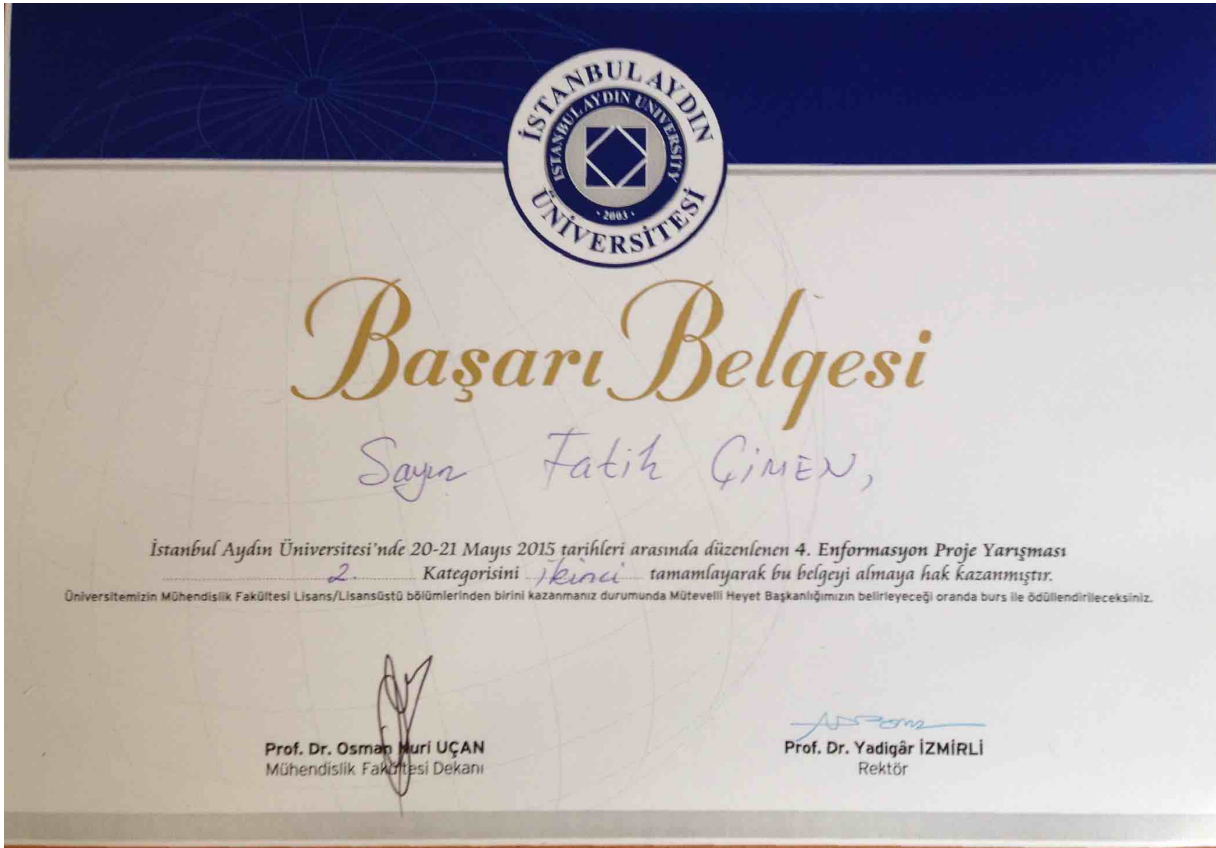 İSTANBUL AYDIN ÜNİVERSİTESİ
ISTANBUL AYDIN UNIVERSITY
· 2003 ·
Başarı Belgesi
Sayın Fatih ÇİMEN,
İstanbul Aydın Üniversitesi'nde 20-21 Mayıs 2015 tarihleri arasında düzenlenen 4. Enformasyon Proje Yarışması
2. Kategorisini ikinci tamamlayarak bu belgeyi almaya hak kazanmıştır.
Üniversitemizin Mühendislik Fakültesi Lisans/Lisansüstü bölümlerinden birini kazanmanız durumunda Mütevelli Heyet Başkanlığımızın belirleyeceği oranda burs ile ödüllendirileceksiniz.
Prof. Dr. Osman Nuri UÇAN
Mühendislik Fakültesi Dekanı
Prof. Dr. Yadigâr İZMİRLİ
Rektör